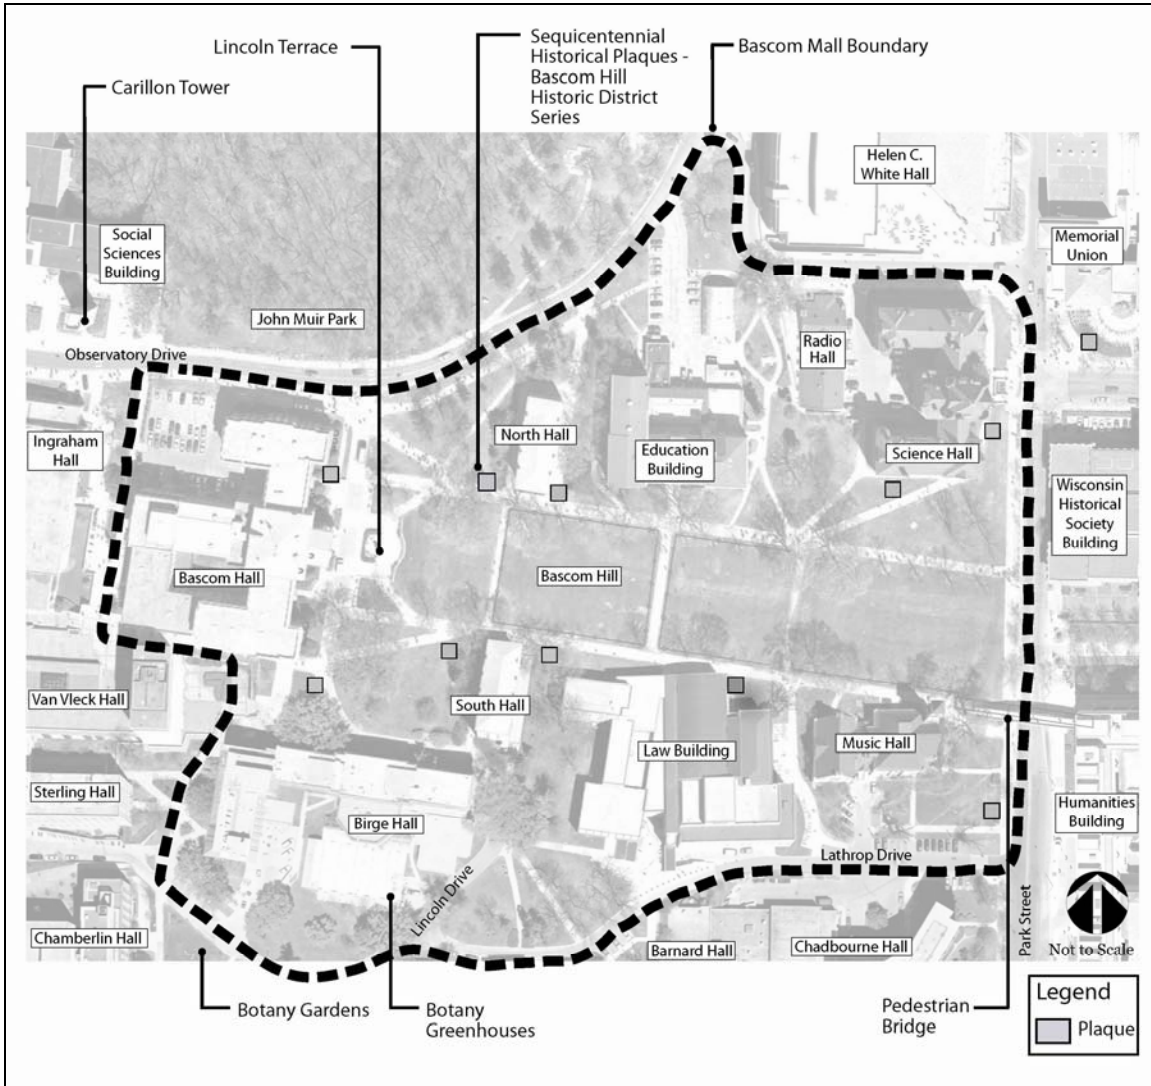 Lincoln Terrace
Sequicentennial
Historical Plaques -
Bascom Hill
Historic District
Series
Bascom Mall Boundary
Carillon Tower
Helen C.
White Hall
Social
Sciences
Building
Memorial
Union
John Muir Park
Observatory Drive
Radio
Hall
Ingraham
Hall
North Hall
Education
Building
Science Hall
Wisconsin
Historical
Society
Building
Bascom Hall
Bascom Hill
Van Vleck Hall
South Hall
Law Building
Music Hall
Sterling Hall
Birge Hall
Humanities
Building
Lathrop Drive
Lincoln Drive
Park Street
Chamberlin Hall
Barnard Hall
Chadbourne Hall
Not to Scale
Botany Gardens
Botany
Greenhouses
Pedestrian
Bridge
Legend
Plaque